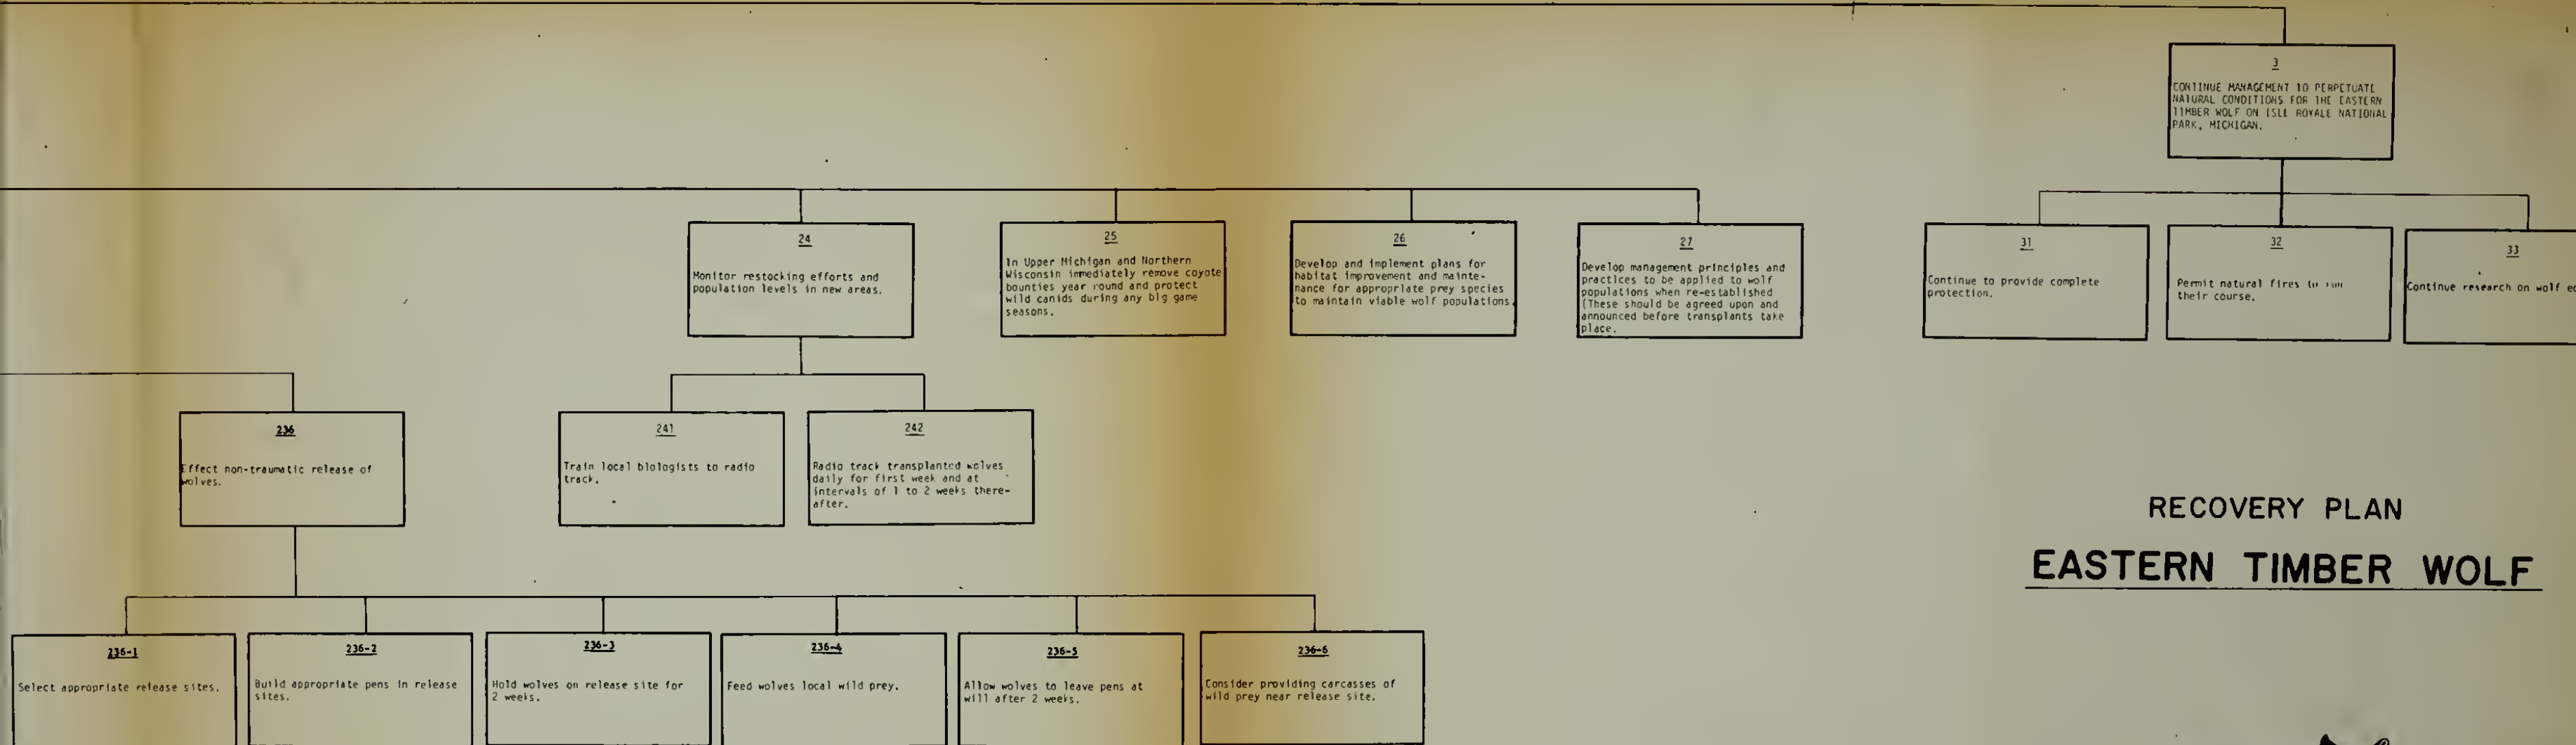 3
CONTINUE MANAGEMENT TO PERPETUATE
NATURAL CONDITIONS FOR THE EASTERN
TIMBER WOLF ON ISLE ROYALE NATIONAL
PARK, MICHIGAN.
24
Monitor restocking efforts and
population levels in new areas.
25
In Upper Michigan and Northern
Wisconsin immediately remove coyote
bounties year round and protect
wild canids during any big game
seasons.
26
Develop and implement plans for
habitat improvement and mainte-
nance for appropriate prey species
to maintain viable wolf populations
27
Develop management principles and
practices to be applied to wolf
populations when re-established
(These should be agreed upon and
announced before transplants take
place.
31
Continue to provide complete
protection.
32
Permit natural fires to run
their course.
33
Continue research on wolf ec
236
Effect non-traumatic release of
wolves.
241
Train local biologists to radio
track.
242
Radio track transplanted wolves
daily for first week and at
intervals of 1 to 2 weeks there-
after.
RECOVERY PLAN
EASTERN TIMBER WOLF
236-1
Select appropriate release sites.
236-2
Build appropriate pens in release
sites.
236-3
Hold wolves on release site for
2 weeks.
236-4
Feed wolves local wild prey.
236-5
Allow wolves to leave pens at
will after 2 weeks.
236-6
Consider providing carcasses of
wild prey near release site.